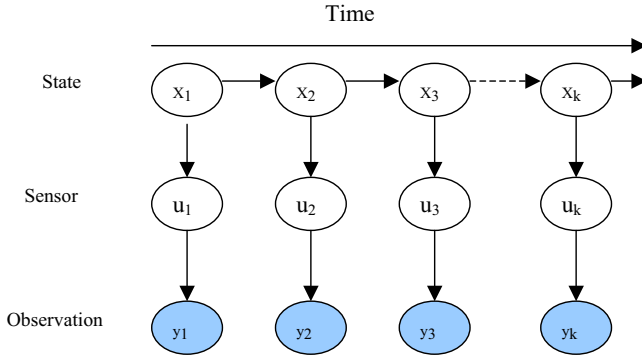 Time
State
x₁ x₂ x₃ xₖ
Sensor
u₁ u₂ u₃ uₖ
Observation
y₁ y₂ y₃ yₖ